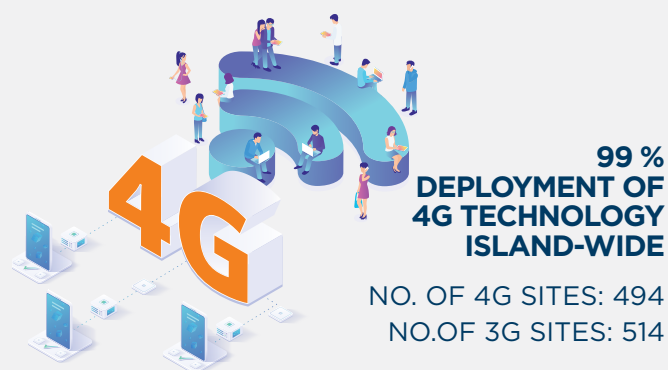 4G
99 %
DEPLOYMENT OF
4G TECHNOLOGY
ISLAND-WIDE
NO. OF 4G SITES: 494
NO.OF 3G SITES: 514